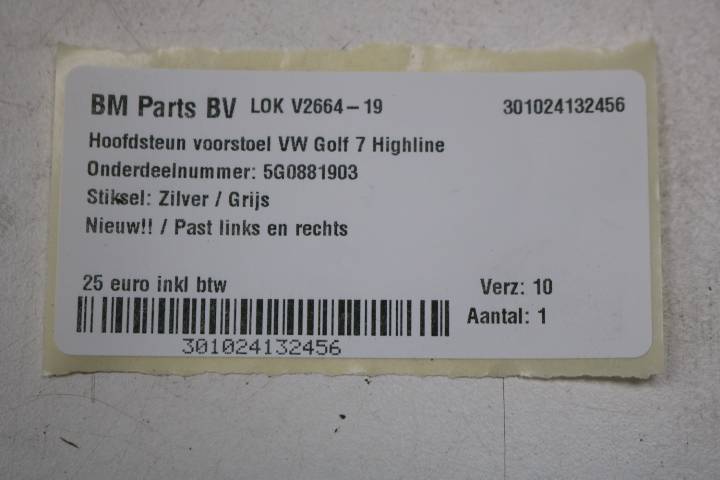 BM Parts BV LOK V2664-19 301024132456
Hoofdsteun voorstoel VW Golf 7 Highline
Onderdeelnummer: 5G0881903
Stiksel: Zilver / Grijs
Nieuw!! / Past links en rechts
25 euro inkl btw Verz: 10
Aantal: 1
301024132456